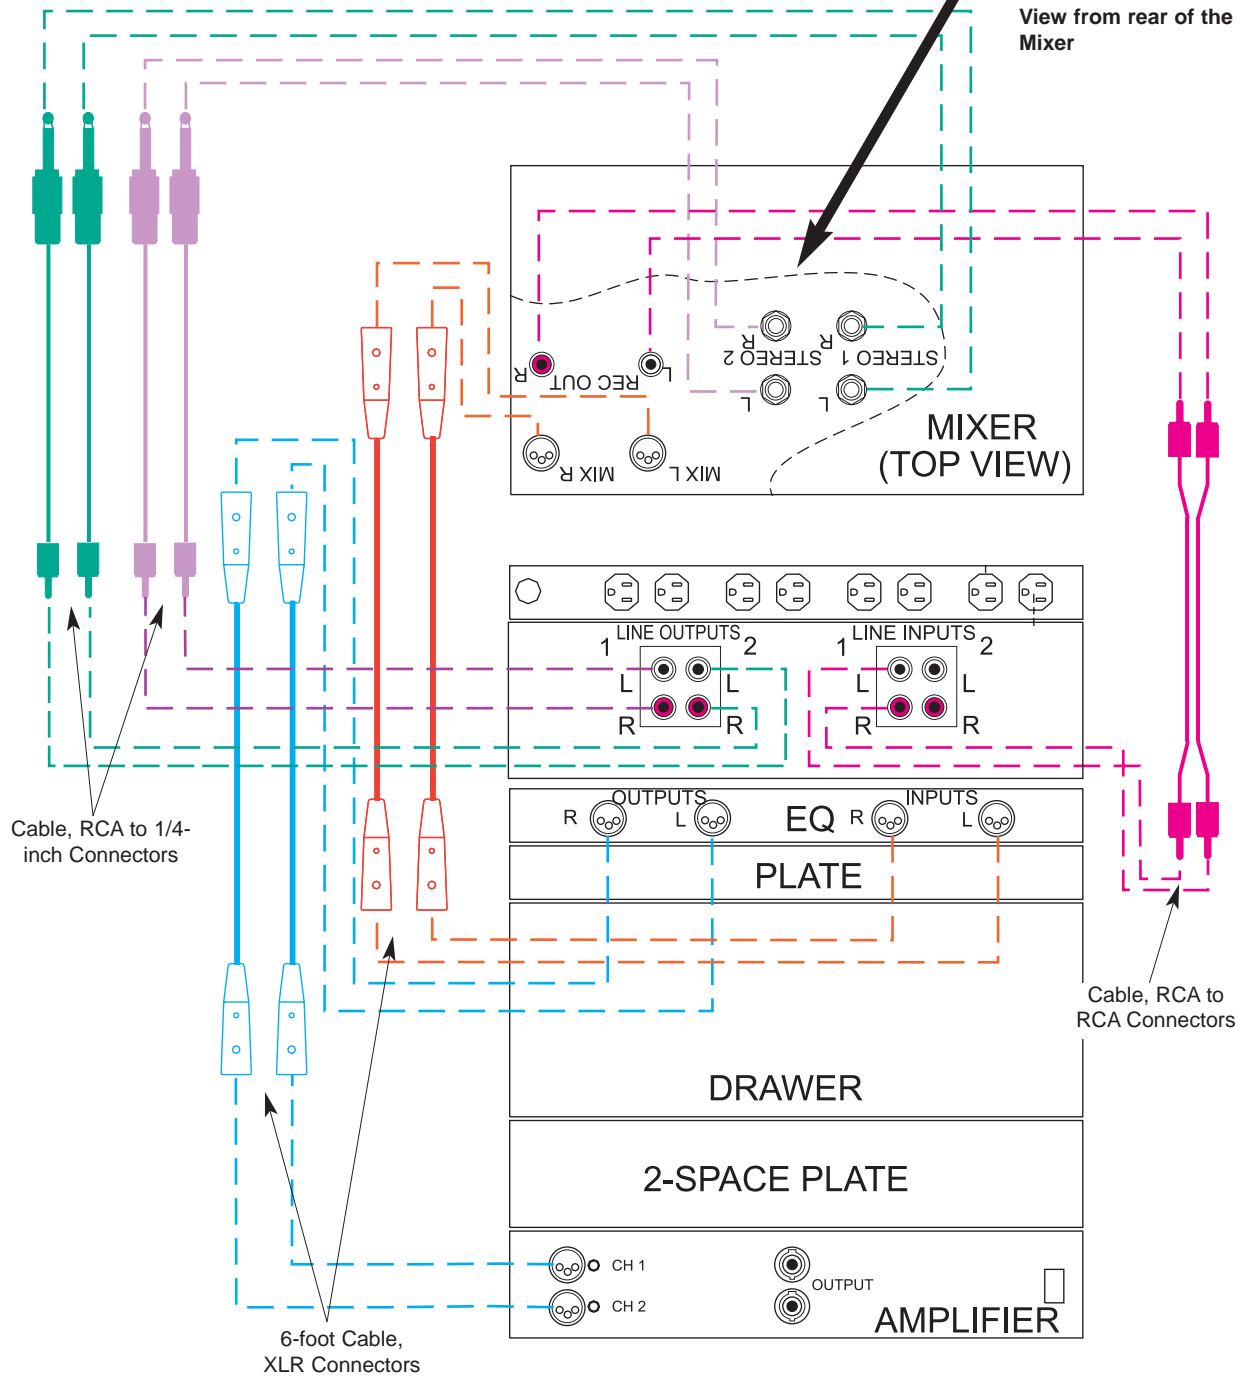 View from rear of the
Mixer
R
REC OUT
L
R
STEREO 2
L
R
STEREO 1
L
MIX R
MIX L
MIXER
(TOP VIEW)
1 LINE OUTPUTS 2
L L
R R
1 LINE INPUTS 2
L L
R R
OUTPUTS
R L
EQ
INPUTS
R L
PLATE
Cable, RCA to 1/4-
inch Connectors
Cable, RCA to
RCA Connectors
DRAWER
2-SPACE PLATE
CH 1
CH 2
OUTPUT
AMPLIFIER
6-foot Cable,
XLR Connectors